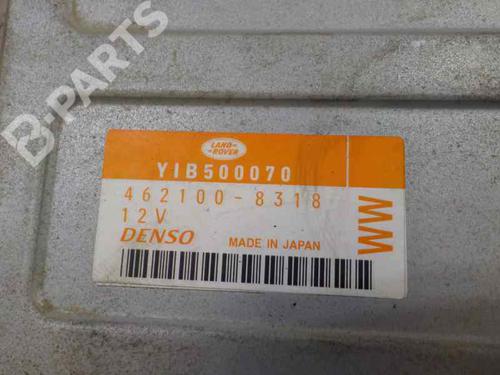 B-PARTS
LAND-
ROVER
YIB500070
462100-8318
12V
DENSO MADE IN JAPAN
WW